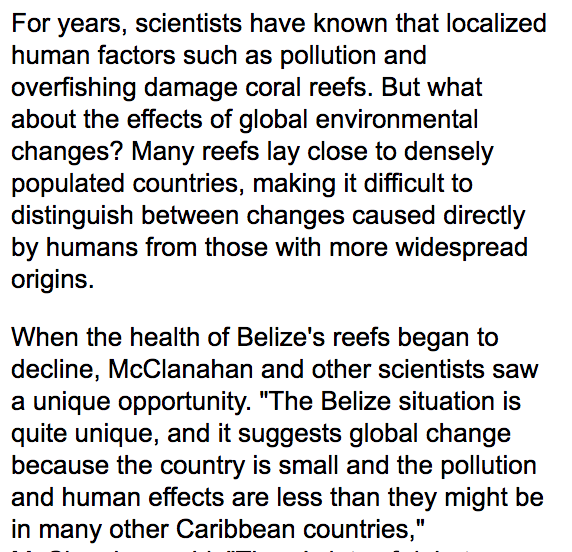 For years, scientists have known that localized
human factors such as pollution and
overfishing damage coral reefs. But what
about the effects of global environmental
changes? Many reefs lay close to densely
populated countries, making it difficult to
distinguish between changes caused directly
by humans from those with more widespread
origins.
When the health of Belize's reefs began to
decline, McClanahan and other scientists saw
a unique opportunity. "The Belize situation is
quite unique, and it suggests global change
because the country is small and the pollution
and human effects are less than they might be
in many other Caribbean countries,"